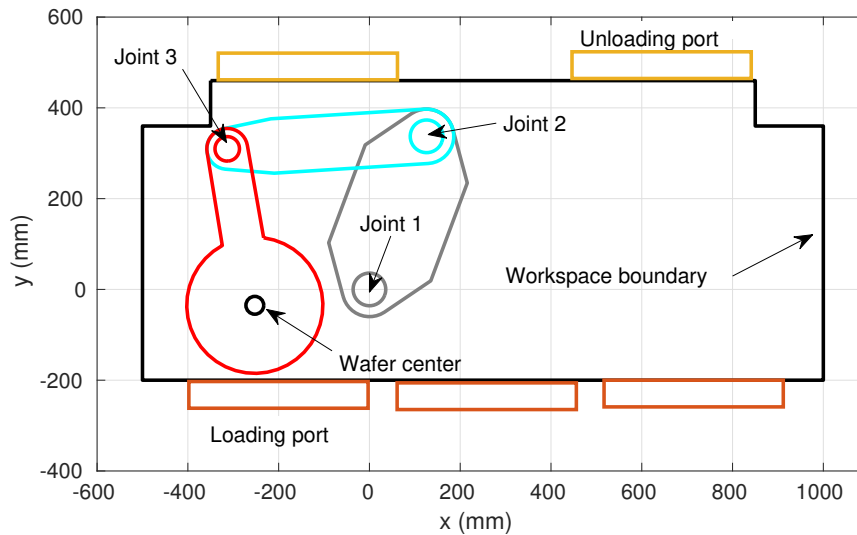 600
Joint 3
Unloading port
400
Joint 2
200
Joint 1
y (mm)
Workspace boundary
0
Wafer center
-200
Loading port
-400
-600
-400
-200
0
200
400
600
800
1000
x (mm)